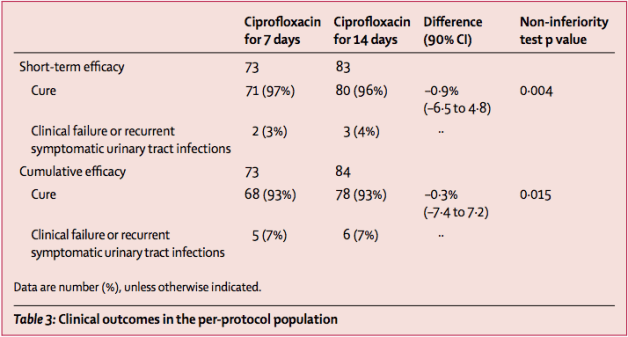 Ciprofloxacin Ciprofloxacin Difference Non-inferiority
for 7 days for 14 days (90% CI) test p value
Short-term efficacy 73 83
Cure 71 (97%) 80 (96%) –0·9% 0·004
(–6·5 to 4·8)
Clinical failure or recurrent 2 (3%) 3 (4%) ··
symptomatic urinary tract infections
Cumulative efficacy 73 84
Cure 68 (93%) 78 (93%) –0·3% 0·015
(–7·4 to 7·2)
Clinical failure or recurrent 5 (7%) 6 (7%) ··
symptomatic urinary tract infections
Data are number (%), unless otherwise indicated.
Table 3: Clinical outcomes in the per-protocol population